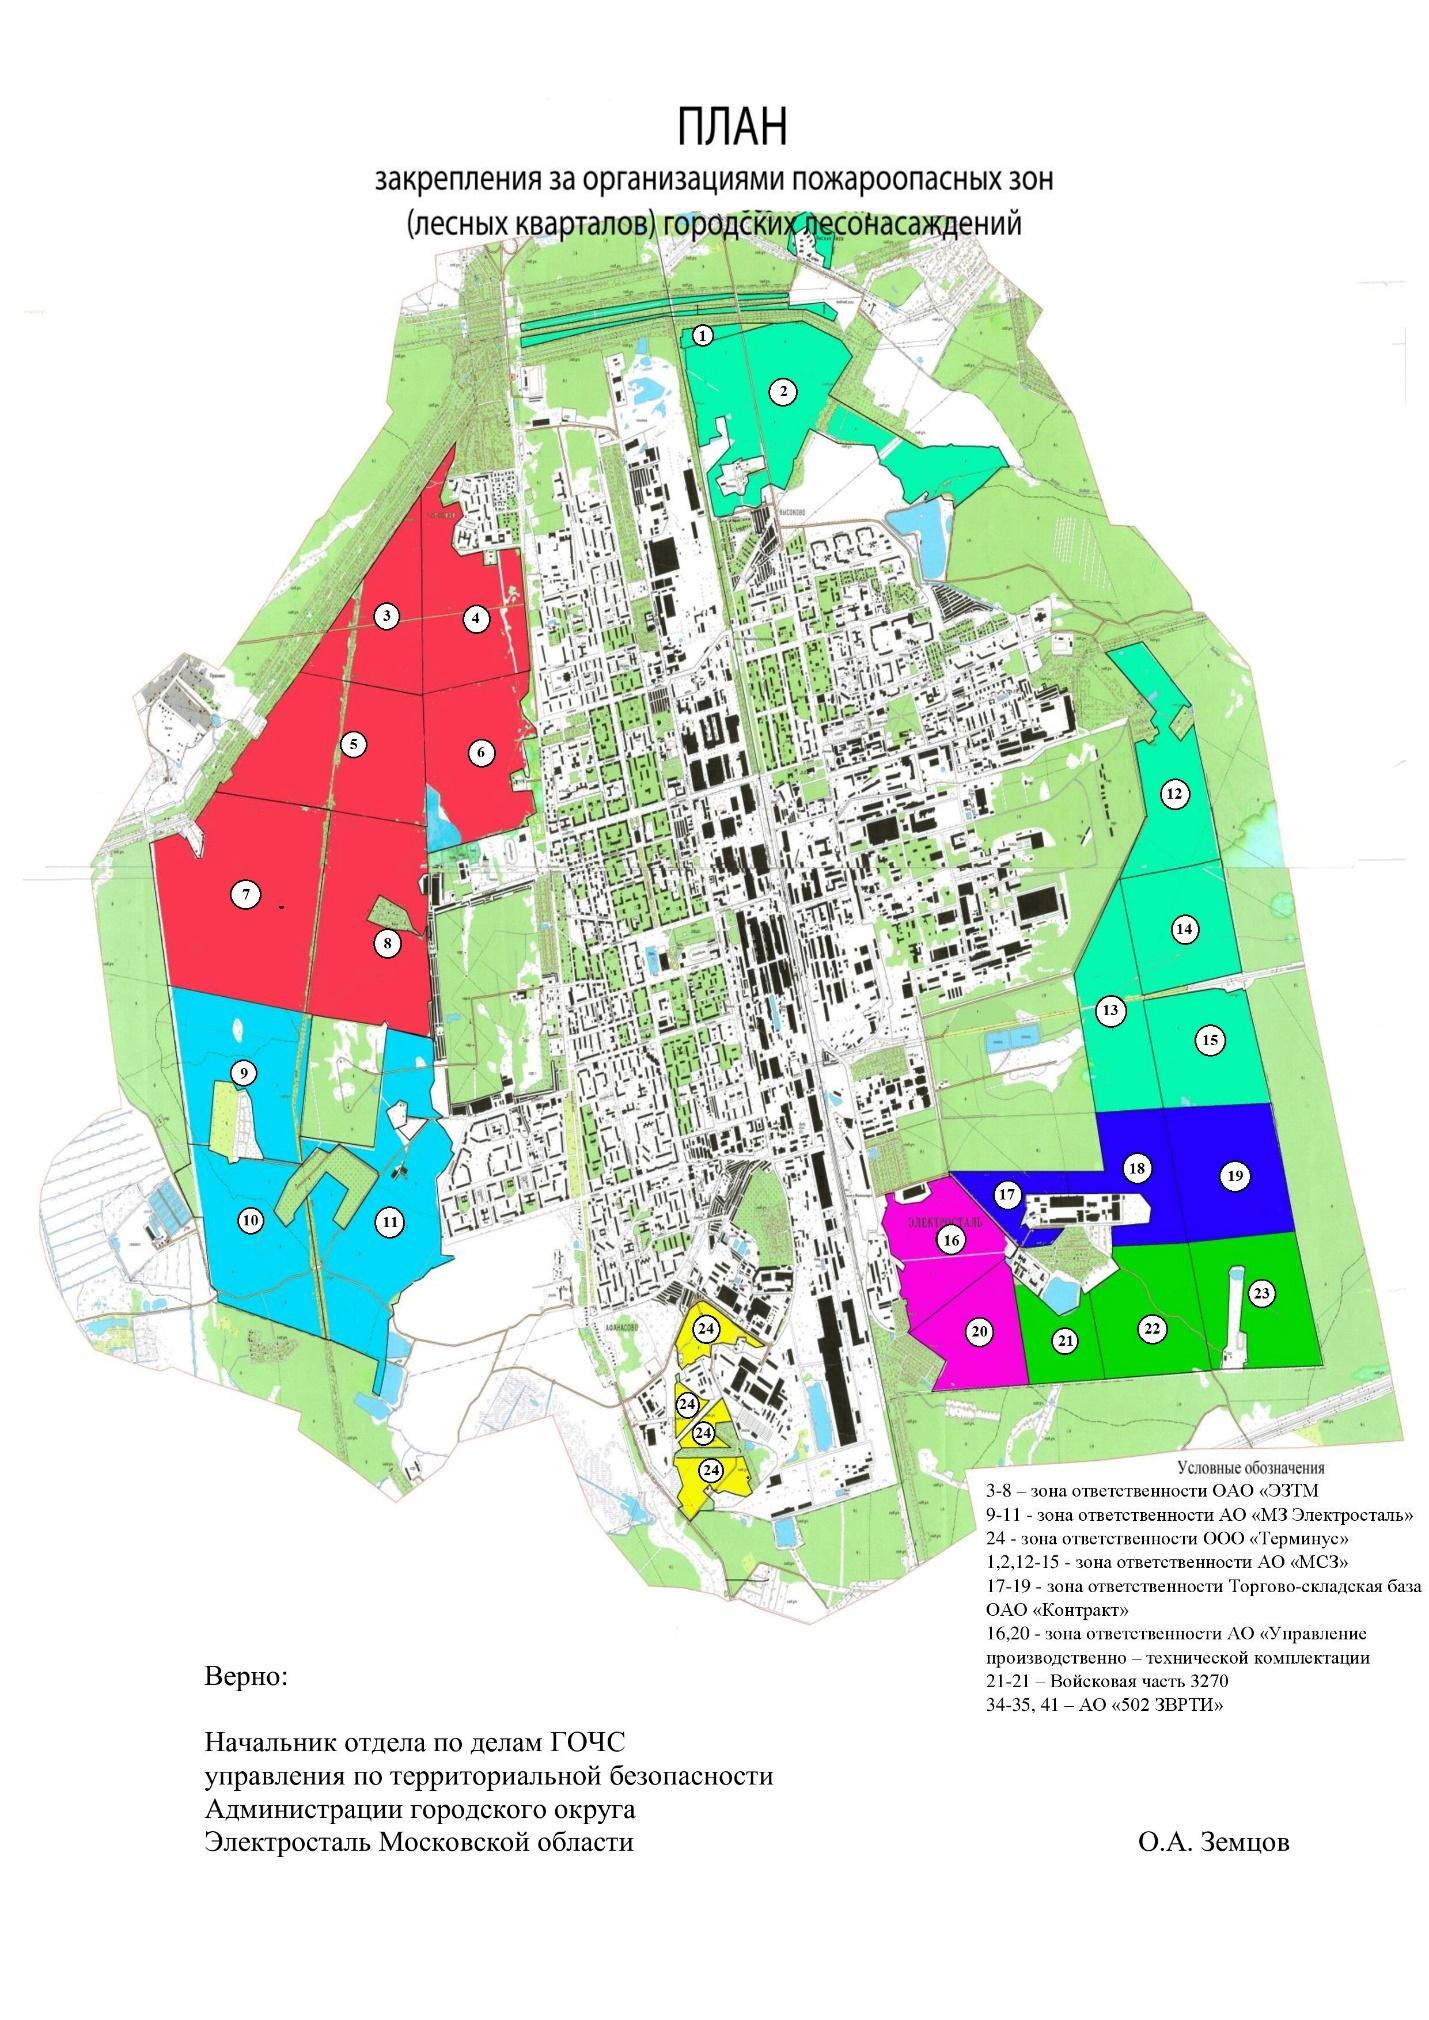 ПЛАН
закрепления за организациями пожароопасных зон
(лесных кварталов) городских лесонасаждений
1
2
ВЫСОКОВО
3
4
5
6
7
8
9
10
11
12
13
14
15
16
17
18
19
20
21
22
23
24
24
24
24
ЭЛЕКТРОСТАЛЬ
АФАНАСОВО
Условные обозначения
3-8 – зона ответственности ОАО «ЭЗТМ
9-11 - зона ответственности АО «МЗ Электросталь»
24 - зона ответственности ООО «Терминус»
1,2,12-15 - зона ответственности АО «МСЗ»
17-19 - зона ответственности Торгово-складская база
ОАО «Контракт»
16,20 - зона ответственности АО «Управление
производственно – технической комплектации
21-21 – Войсковая часть 3270
34-35, 41 – АО «502 ЗВРТИ»
Верно:
Начальник отдела по делам ГОЧС
управления по территориальной безопасности
Администрации городского округа
Электросталь Московской области
О.А. Земцов